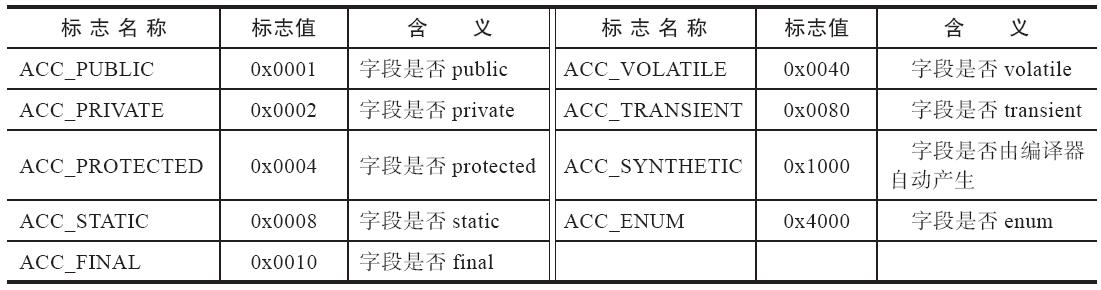 标志名称 标志值 含义 标志名称 标志值 含义
ACC_PUBLIC 0x0001 字段是否 public ACC_VOLATILE 0x0040 字段是否 volatile
ACC_PRIVATE 0x0002 字段是否 private ACC_TRANSIENT 0x0080 字段是否 transient
ACC_PROTECTED 0x0004 字段是否 protected ACC_SYNTHETIC 0x1000 字段是否由编译器
自动产生
ACC_STATIC 0x0008 字段是否 static ACC_ENUM 0x4000 字段是否 enum
ACC_FINAL 0x0010 字段是否 final